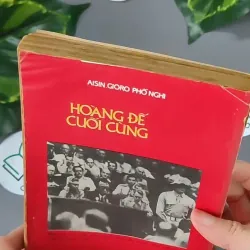 AISIN GIORO PHỔ NGHI
HOÀNG ĐẾ
CUỐI CÙNG